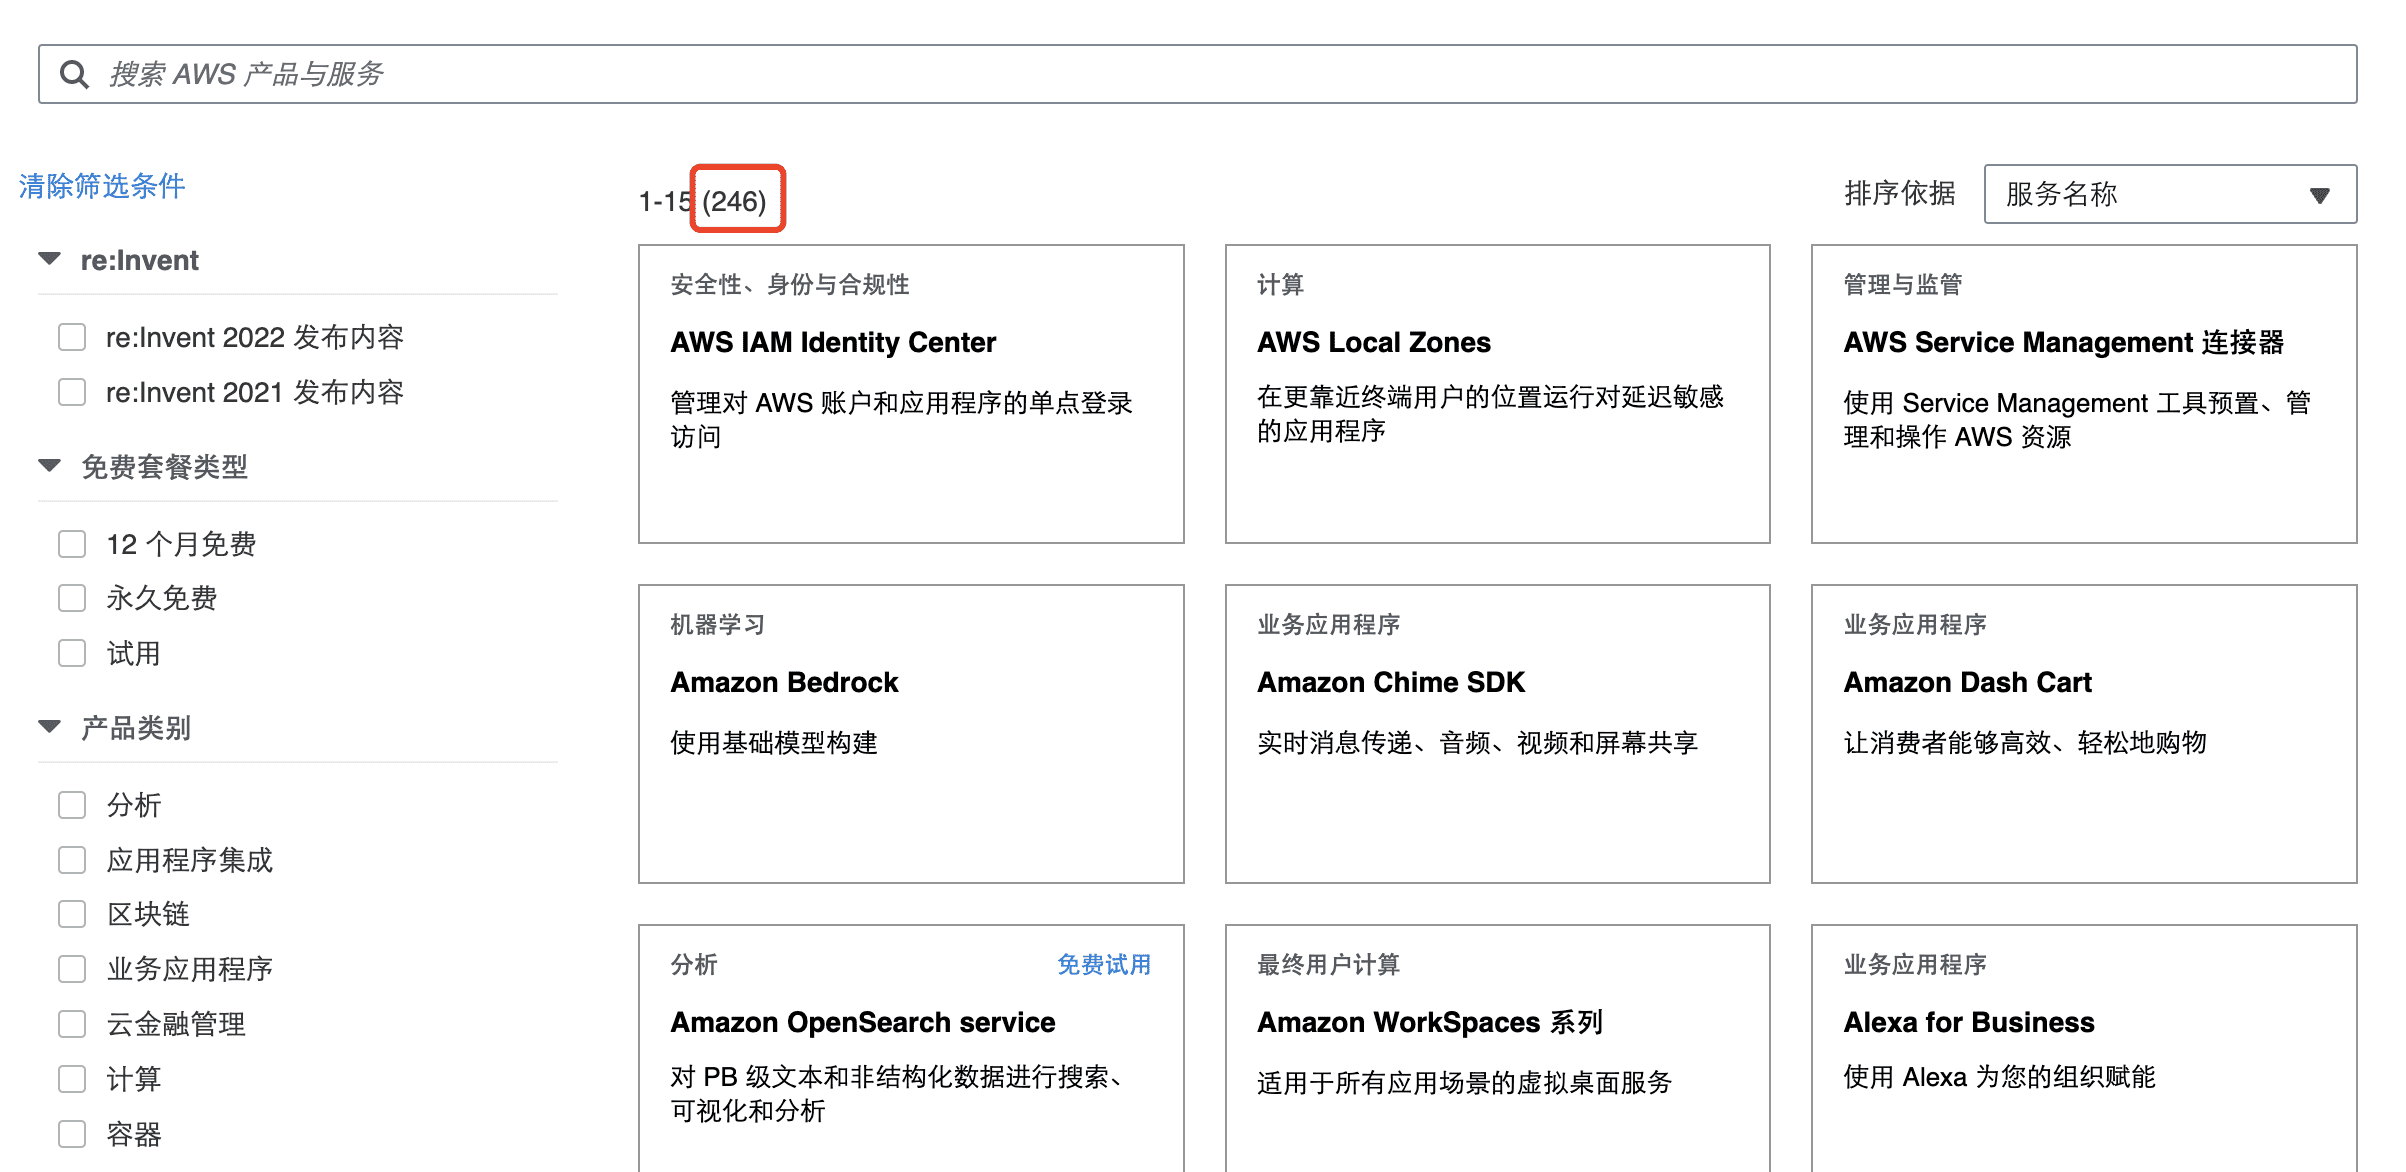 搜索 AWS 产品与服务
清除筛选条件
re:Invent
re:Invent 2022 发布内容
re:Invent 2021 发布内容
免费套餐类型
12 个月免费
永久免费
试用
产品类别
分析
应用程序集成
区块链
业务应用程序
云金融管理
计算
容器
1-15 (246)
排序依据
服务名称
安全性、身份与合规性
AWS IAM Identity Center
管理对 AWS 账户和应用程序的单点登录
访问
计算
AWS Local Zones
在更靠近终端用户的位置运行对延迟敏感
的应用程序
管理与监管
AWS Service Management 连接器
使用 Service Management 工具预置、管
理和操作 AWS 资源
机器学习
Amazon Bedrock
使用基础模型构建
业务应用程序
Amazon Chime SDK
实时消息传递、音频、视频和屏幕共享
业务应用程序
Amazon Dash Cart
让消费者能够高效、轻松地购物
分析
免费试用
Amazon OpenSearch service
对 PB 级文本和非结构化数据进行搜索、
可视化和分析
最终用户计算
Amazon WorkSpaces 系列
适用于所有应用场景的虚拟桌面服务
业务应用程序
Alexa for Business
使用 Alexa 为您的组织赋能